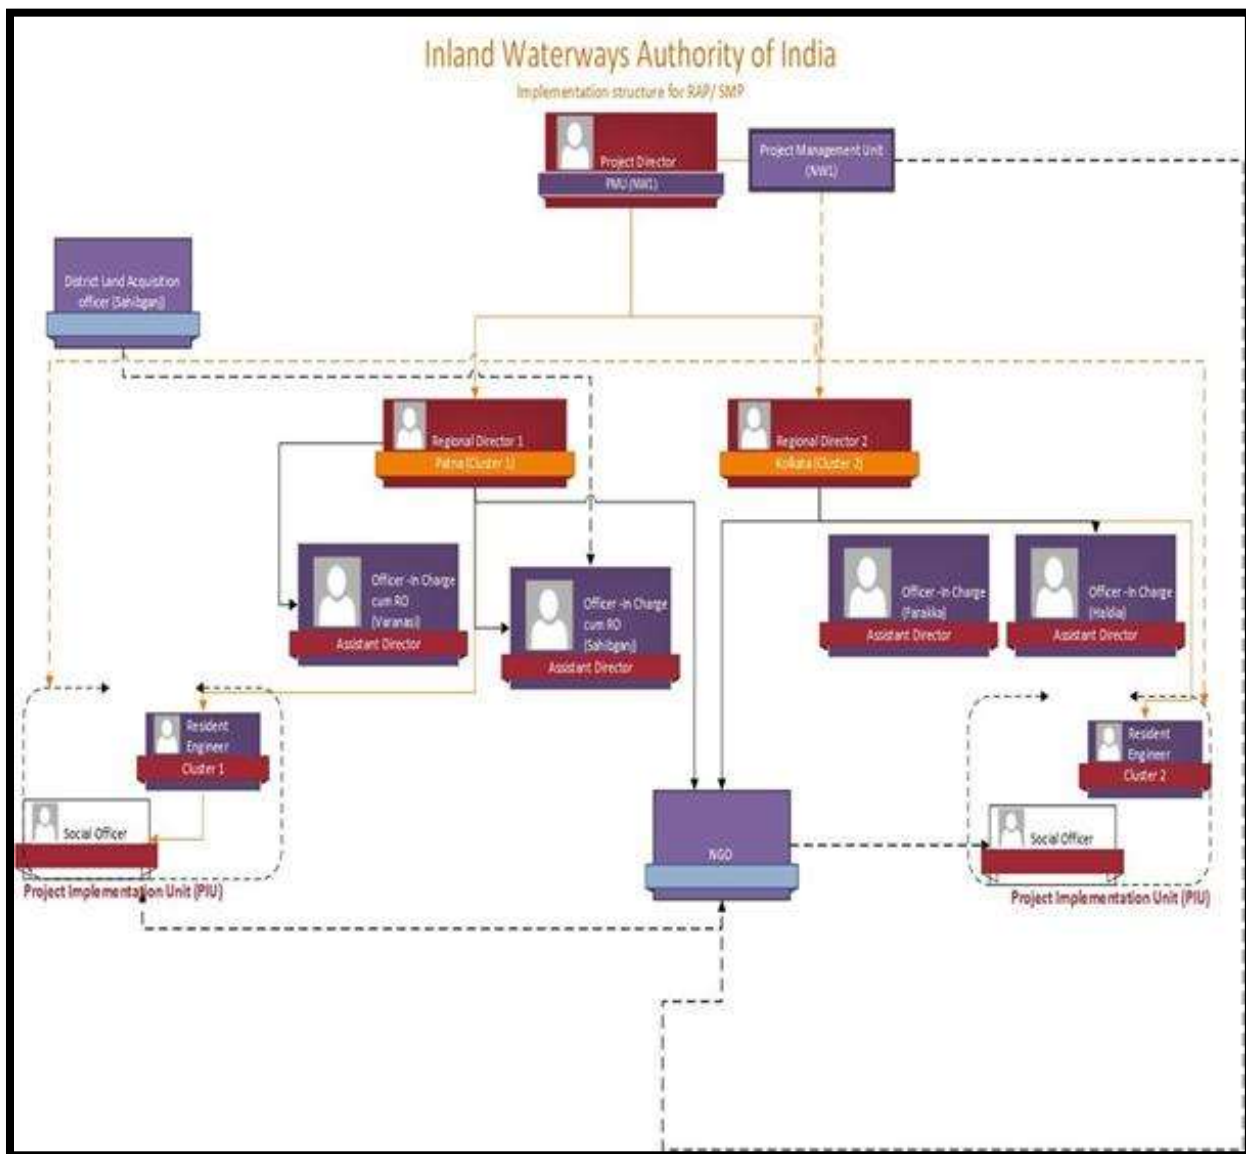 Inland Waterways Authority of India
Implementation structure for RAP/ SMP
Project Director
PMU (NW1)
Project Management Unit
(NW1)
District Land Acquisition
officer (Sahibganj)
Regional Director 1
Patna (Cluster 1)
Regional Director 2
Kolkata (Cluster 2)
Officer -In Charge
cum RO
(Varanasi)
Assistant Director
Officer -In Charge
cum RO
(Sahibganj)
Assistant Director
Officer -In Charge
(Farakka)
Assistant Director
Officer -In Charge
(Haldia)
Assistant Director
Resident
Engineer
Cluster 1
Social Officer
Project Implementation Unit (PIU)
NGO
Resident
Engineer
Cluster 2
Social Officer
Project Implementation Unit (PIU)